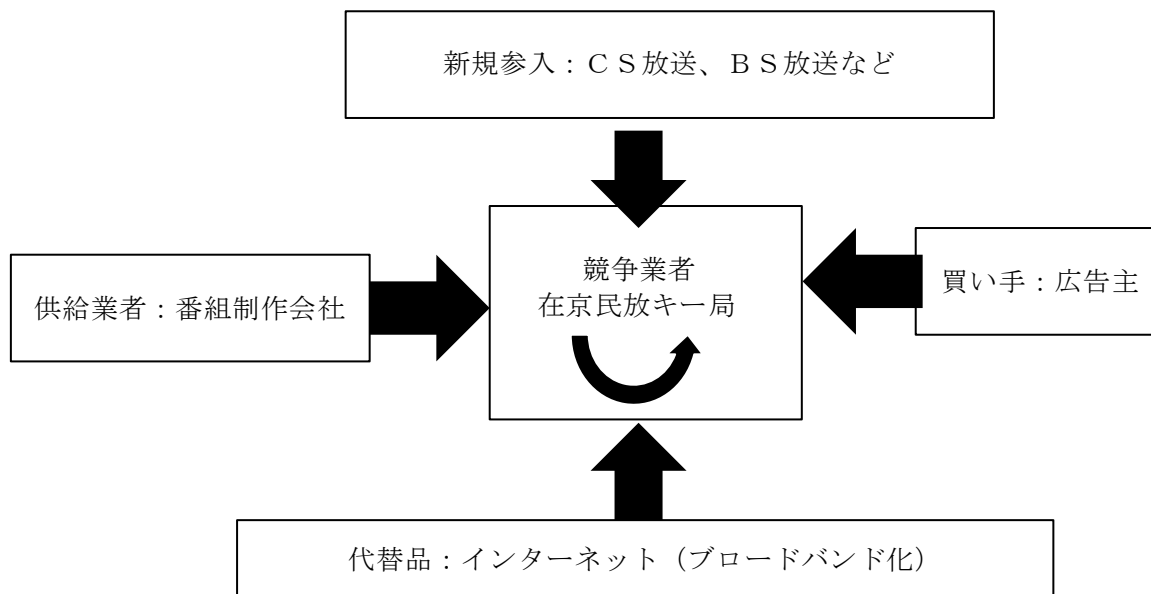 新規参入：ＣＳ放送、ＢＳ放送など
競争業者
在京民放キー局
供給業者：番組制作会社
買い手：広告主
代替品：インターネット（ブロードバンド化）